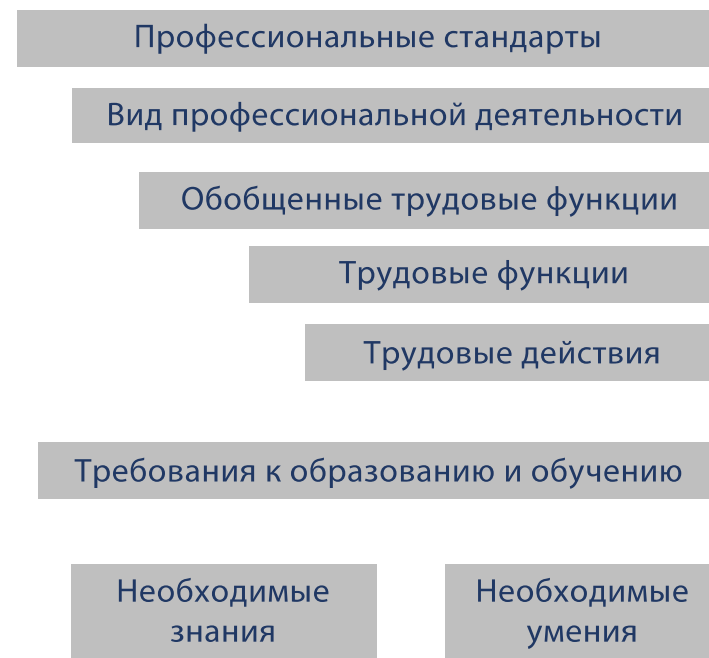 Профессиональные стандарты
Вид профессиональной деятельности
Обобщенные трудовые функции
Трудовые функции
Трудовые действия
Требования к образованию и обучению
Необходимые
знания
Необходимые
умения